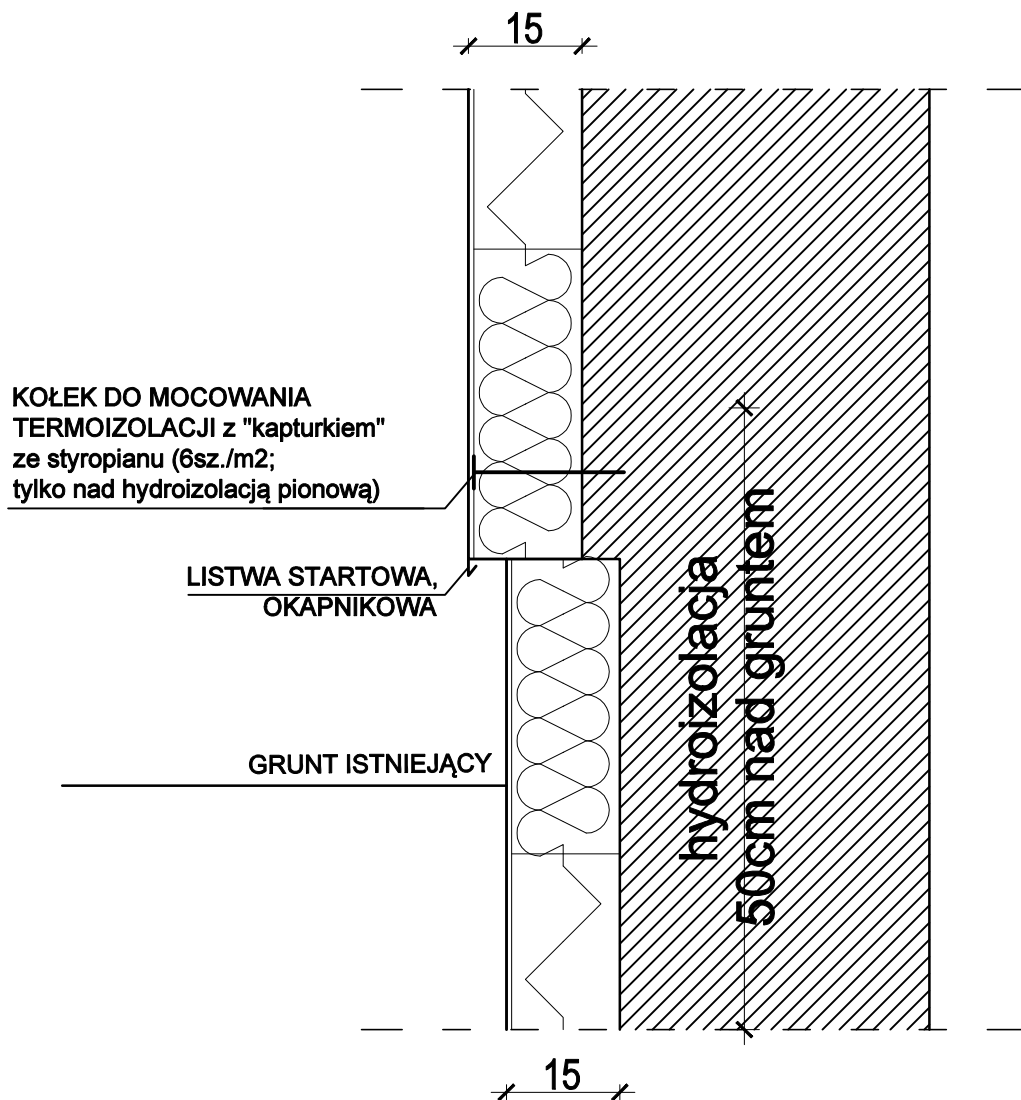 15
KOŁEK DO MOCOWANIA
TERMOIZOLACJI z "kapturkiem"
ze styropianu (6sz./m2;
tylko nad hydroizolacją pionową)
LISTWA STARTOWA,
OKAPNIKOWA
GRUNT ISTNIEJĄCY
hydroizolacja
50cm nad gruntem
15